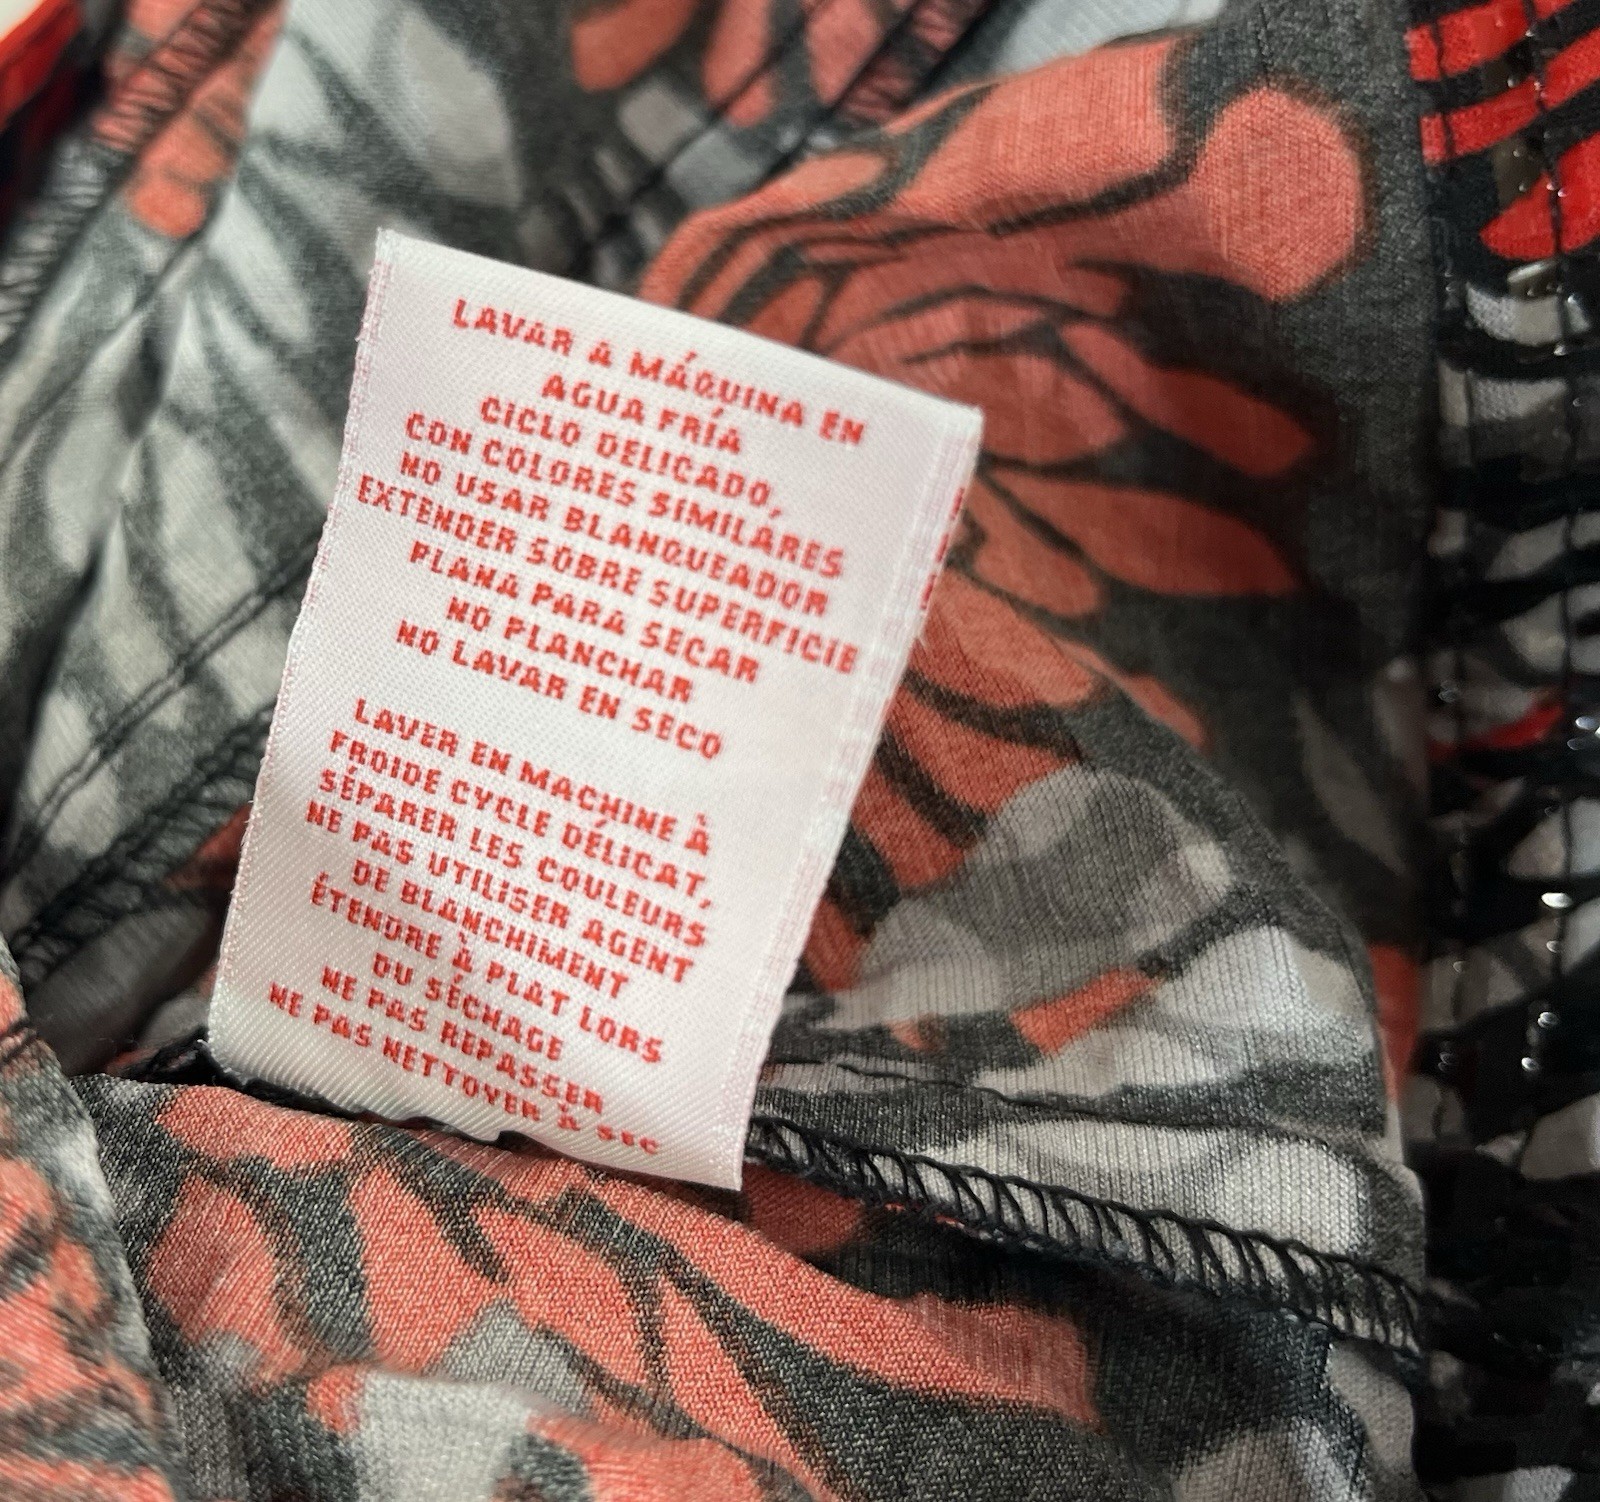 LAVAR A MÁQUINA EN
AGUA FRÍA
CICLO DELICADO,
CON COLORES SIMILARES
NO USAR BLANQUEADOR
EXTENDER SOBRE SUPERFICIE
PLANA PARA SECAR
NO PLANCHAR
NO LAVAR EN SECO
LAVER EN MACHINE À
FROIDE CYCLE DÉLICAT,
SÉPARER LES COULEURS
NE PAS UTILISER AGENT
DE BLANCHIMENT
ÉTENDRE À PLAT LORS
DU SÉCHAGE
NE PAS REPASSER
NE PAS NETTOYER À SEC